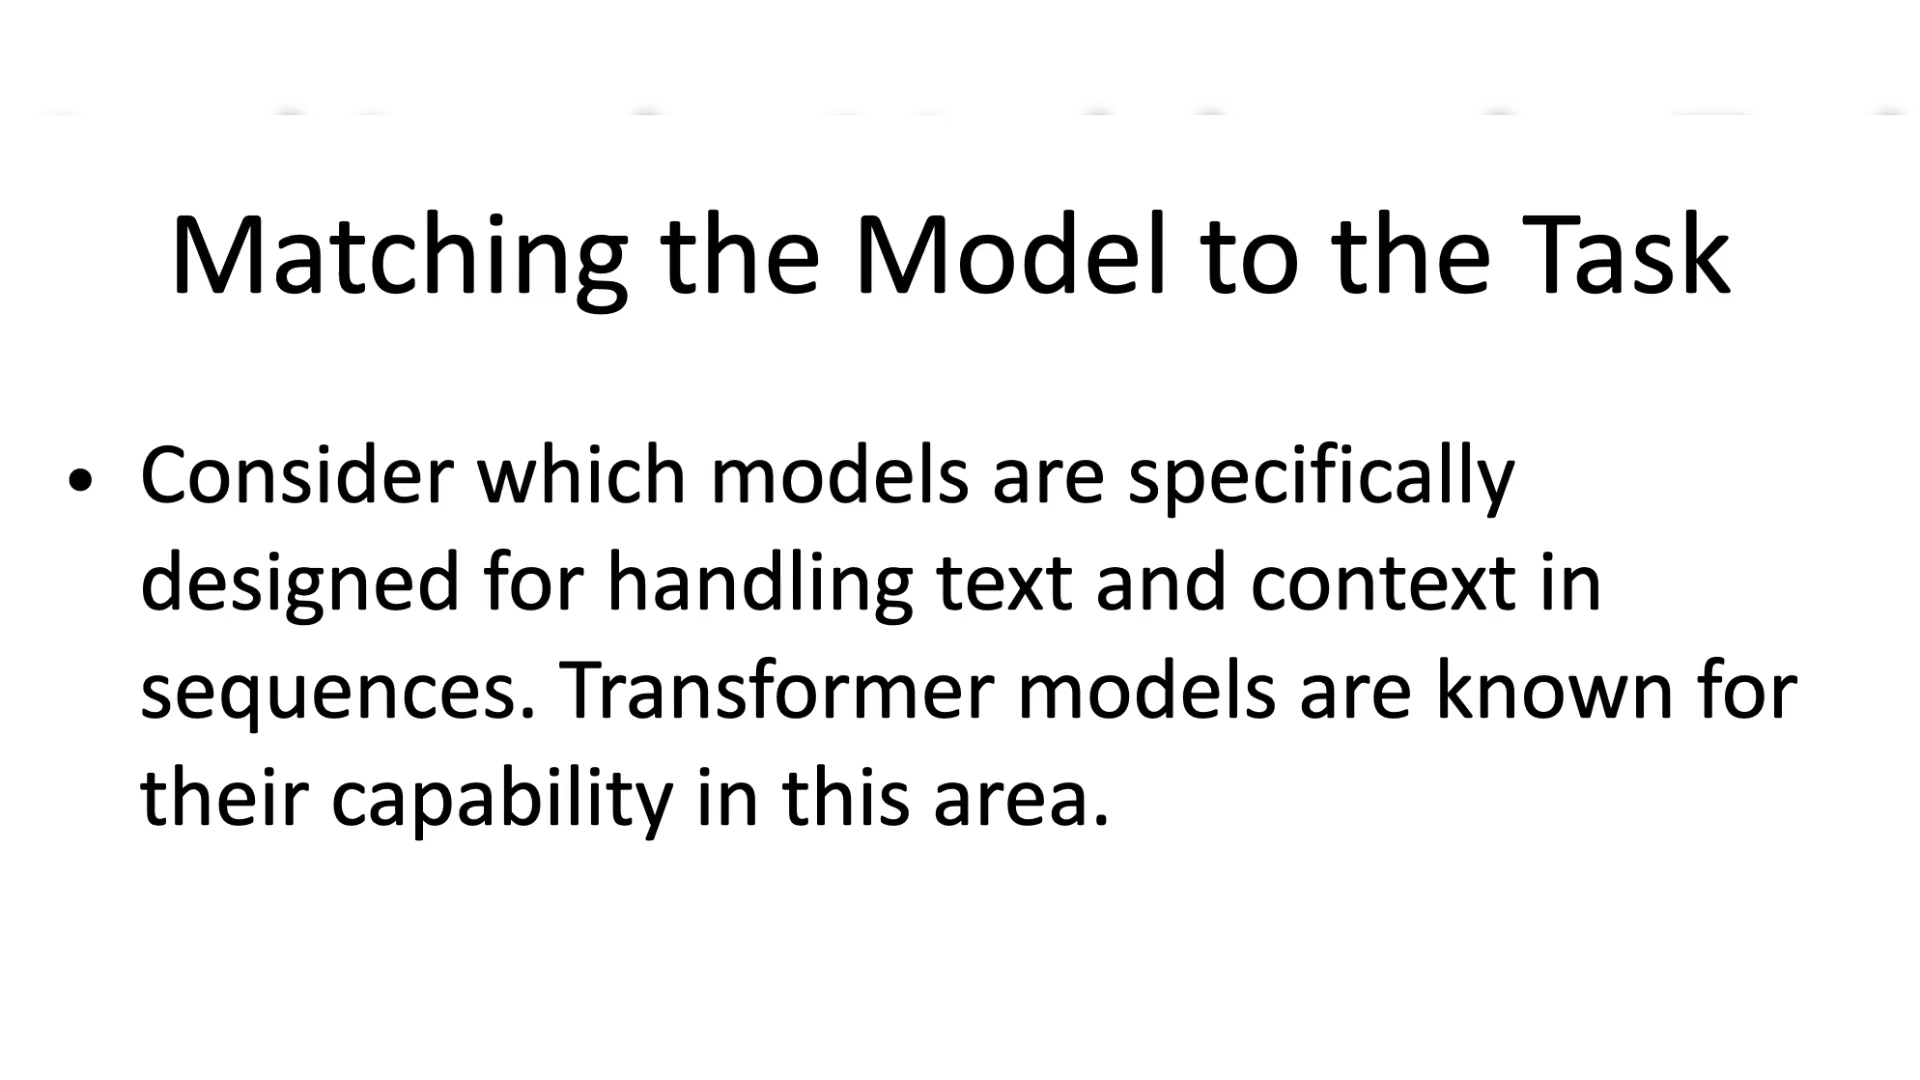 Matching the Model to the Task
• Consider which models are specifically
designed for handling text and context in
sequences. Transformer models are known for
their capability in this area.